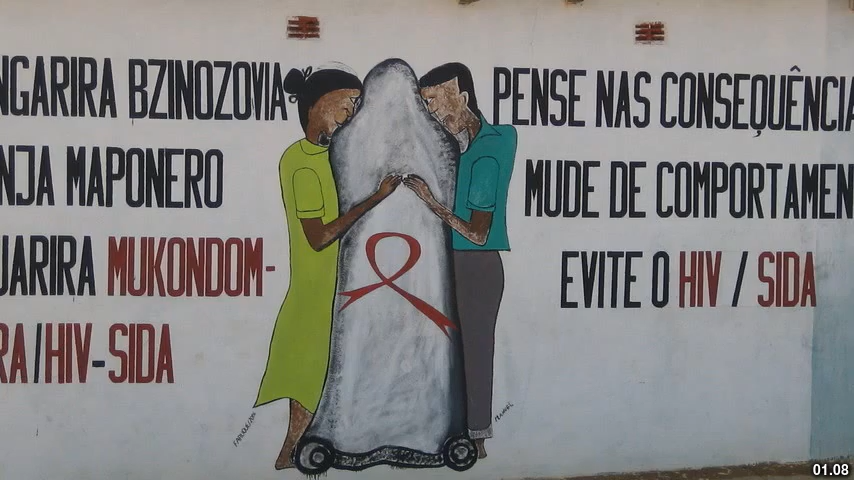 NGARIRA BZINOZOVIA
NJA MAPONERO
UARIRA MUKONDOM-
RA/HIV-SIDA
PENSE NAS CONSEQUÊNCIA
MUDE DE COMPORTAMEN
EVITE O HIV / SIDA
01.08